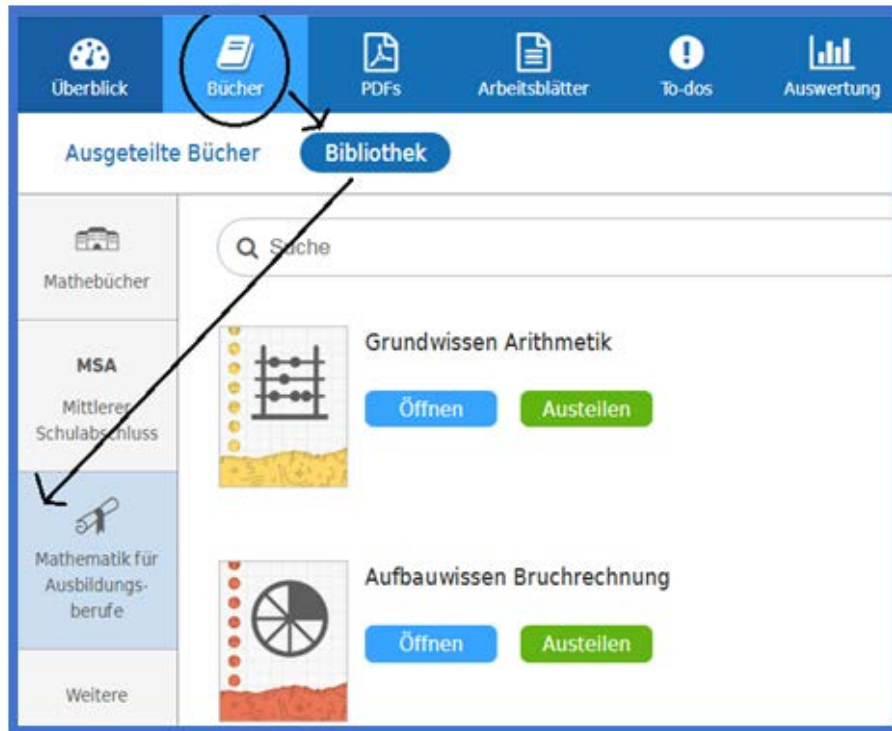 Überblick
Bücher
PDFs
Arbeitsblätter
To-dos
Auswertung
Ausgeteilte Bücher
Bibliothek
Mathebücher
MSA
Mittlerer
Schulabschluss
Mathematik für
Ausbildungs-
berufe
Weitere
Suche
Grundwissen Arithmetik
Öffnen
Austeilen
Aufbauwissen Bruchrechnung
Öffnen
Austeilen